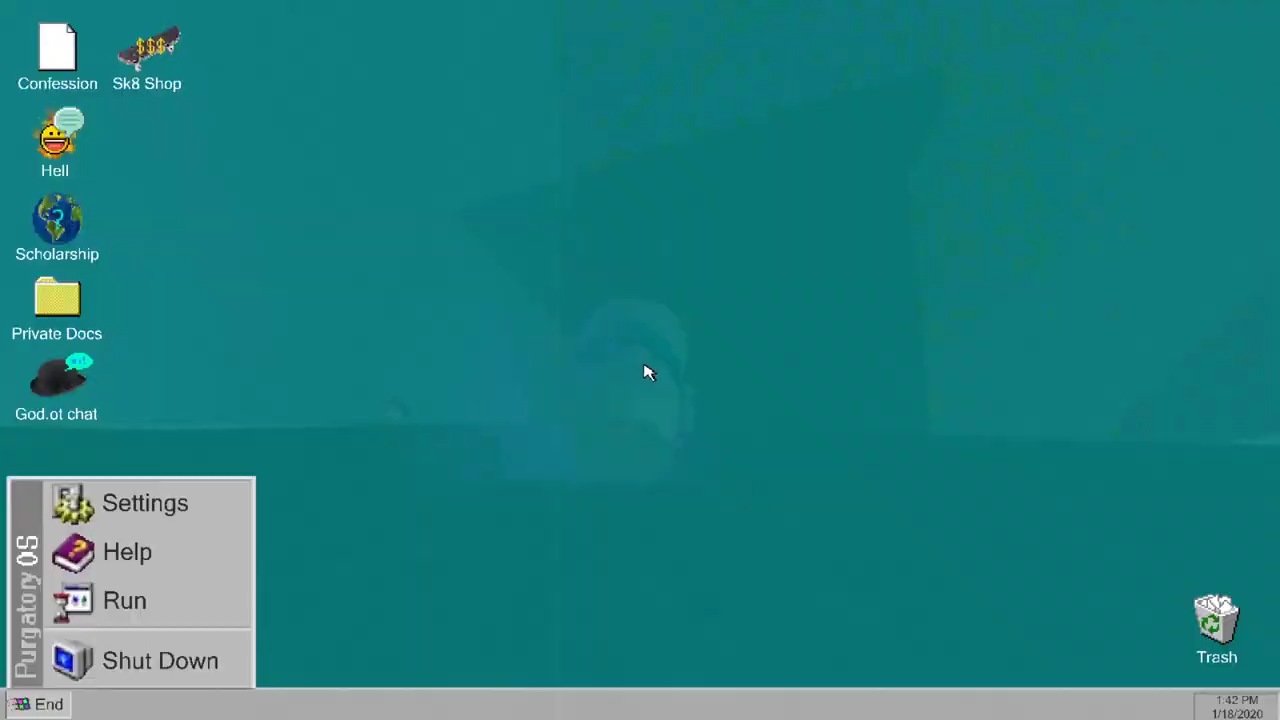 Confession
Sk8 Shop
$$$
Hell
?
Scholarship
Private Docs
God.ot chat
Settings
?
Help
Run
Shut Down
Purgatory OS
Trash
End
1:42 PM
1/18/2020